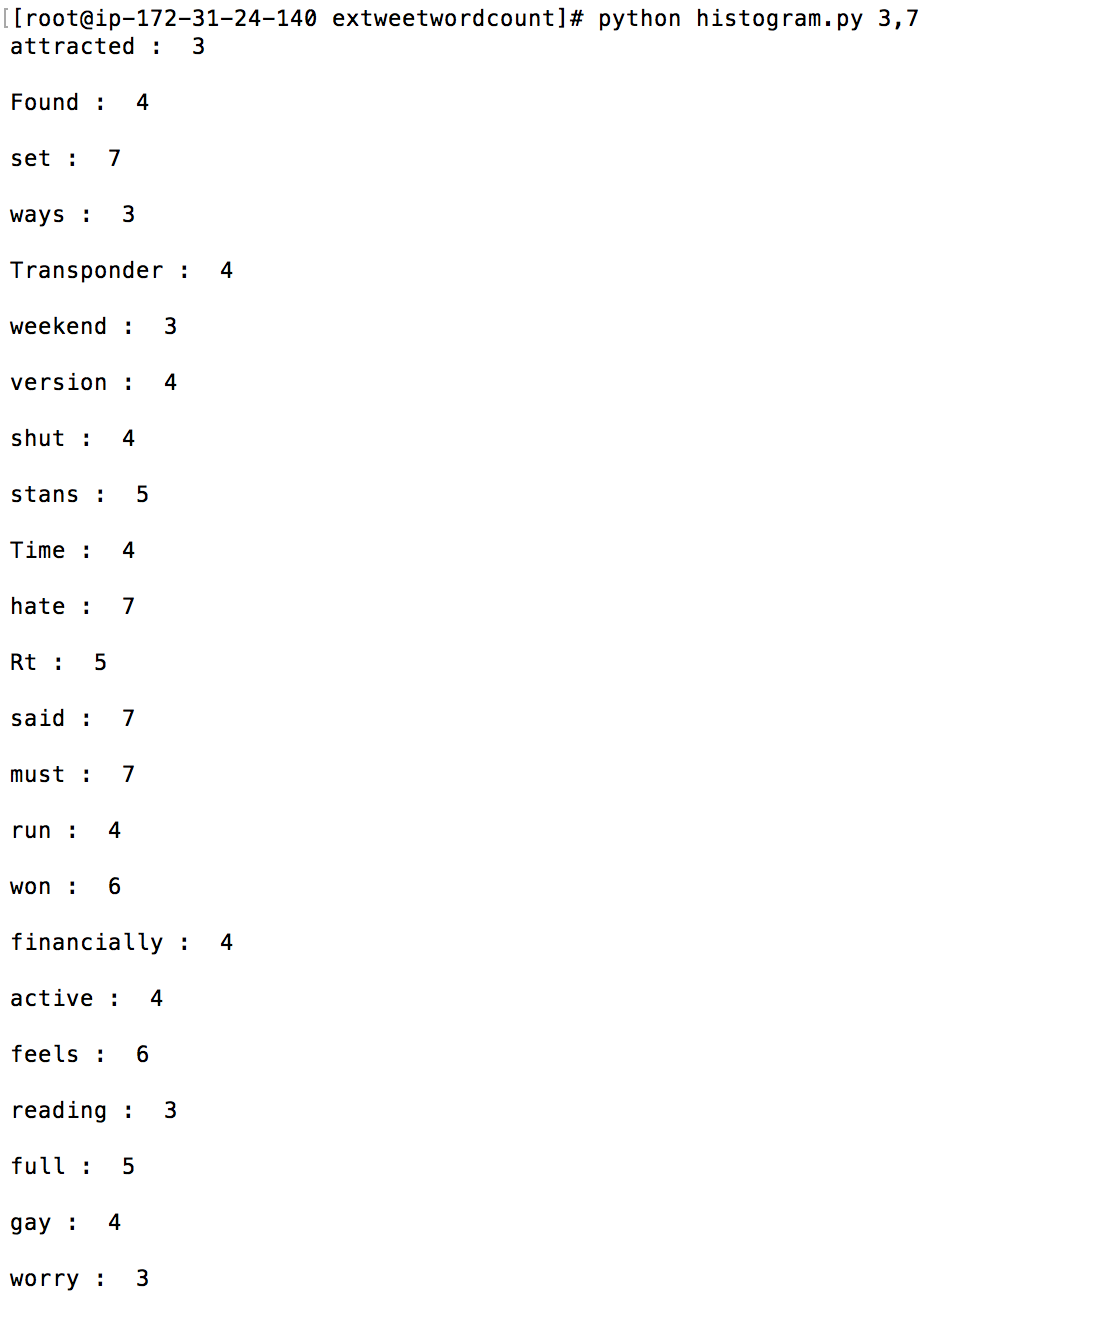 [[root@ip-172-31-24-140 extweetwordcount]# python histogram.py 3,7
attracted :  3
Found :  4
set :  7
ways :  3
Transponder :  4
weekend :  3
version :  4
shut :  4
stans :  5
Time :  4
hate :  7
Rt :  5
said :  7
must :  7
run :  4
won :  6
financially :  4
active :  4
feels :  6
reading :  3
full :  5
gay :  4
worry :  3